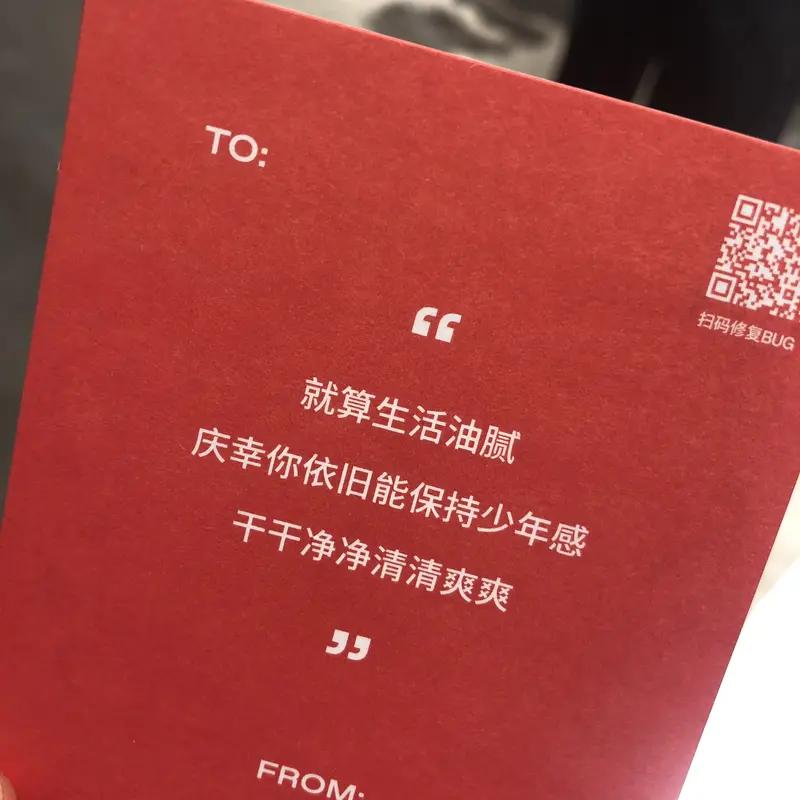 TO:
扫码修复BUG
“
就算生活油腻
庆幸你依旧能保持少年感
干干净净清清爽爽
”
FROM: